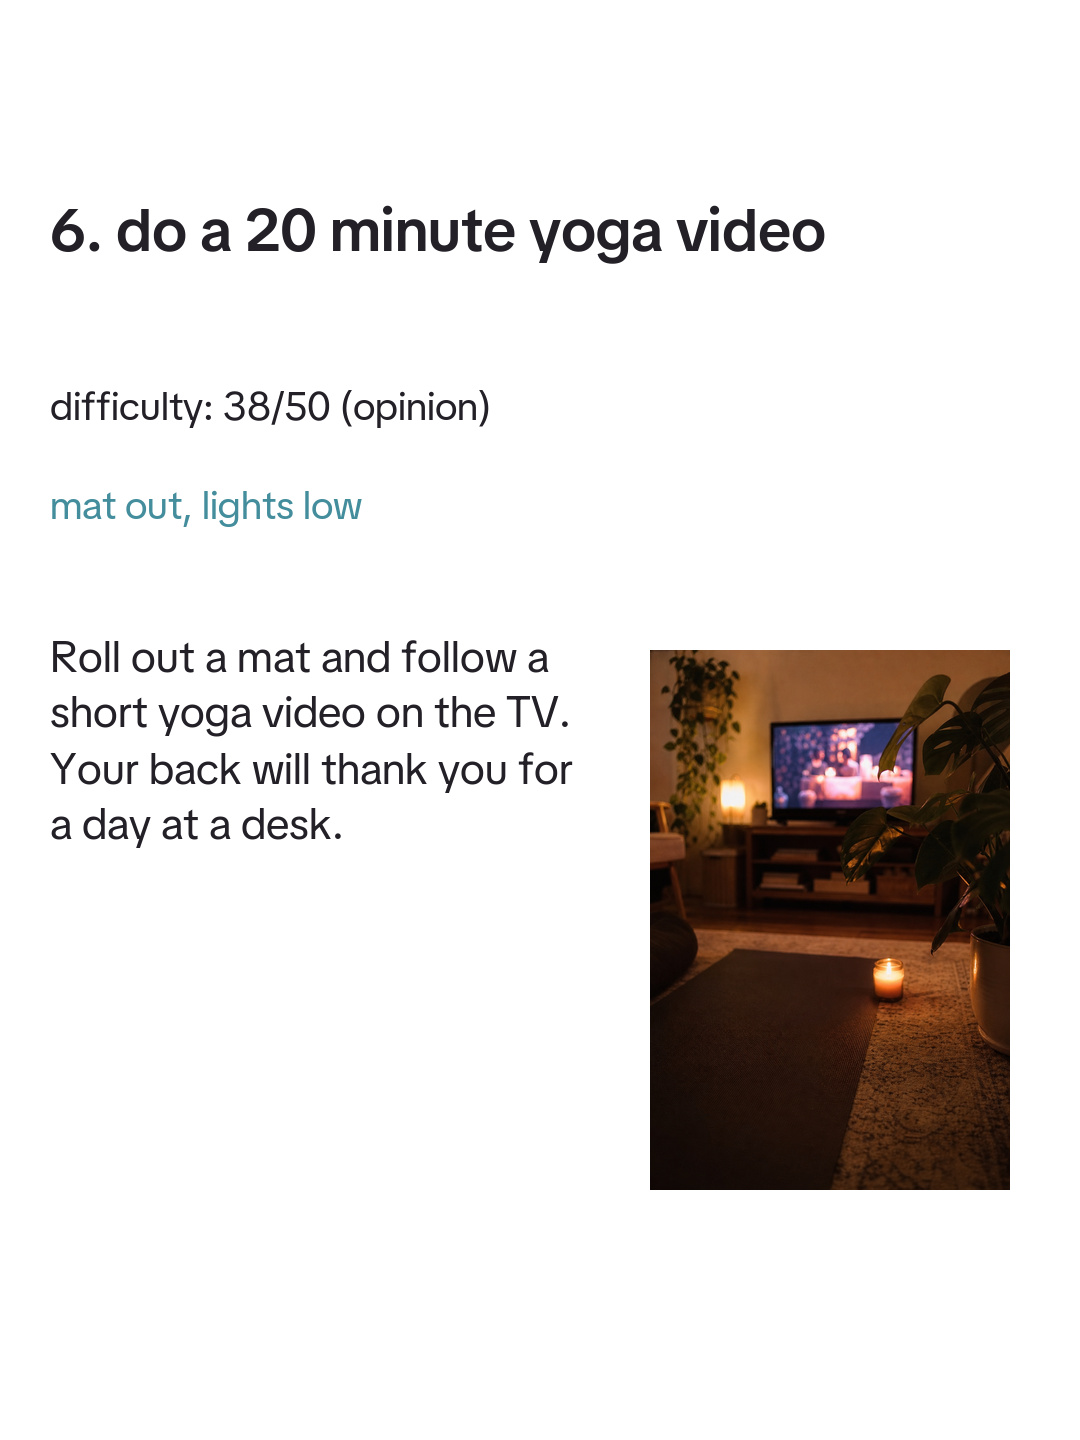 6. do a 20 minute yoga video
difficulty: 38/50 (opinion)
mat out, lights low
Roll out a mat and follow a
short yoga video on the TV.
Your back will thank you for
a day at a desk.